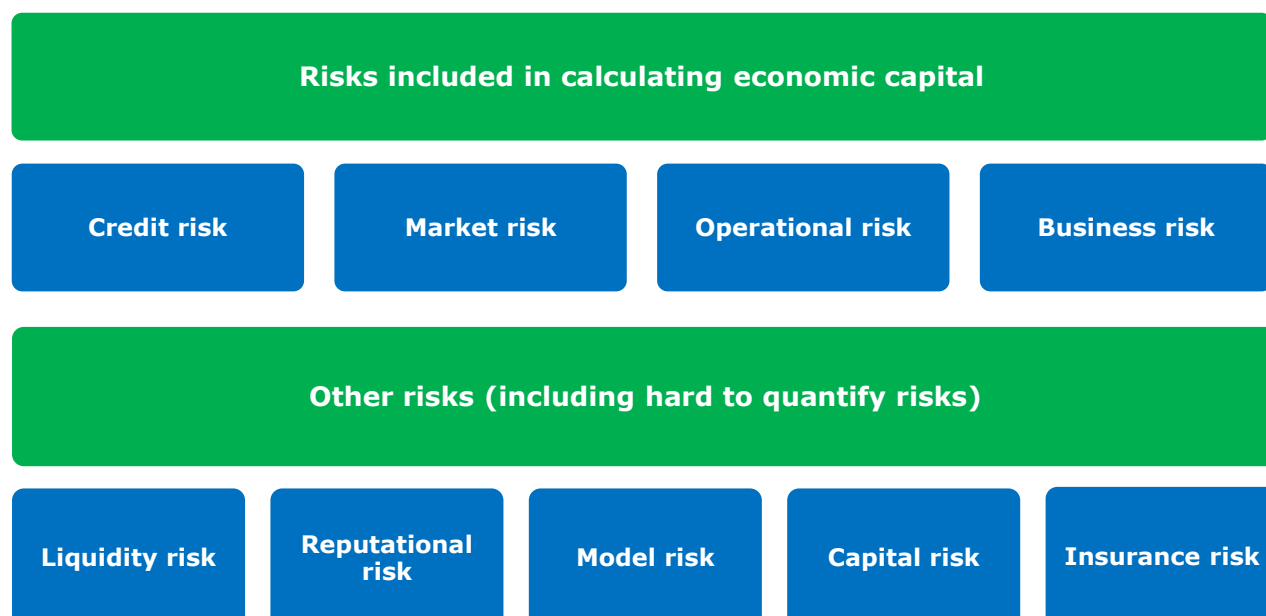 Risks included in calculating economic capital
Credit risk
Market risk
Operational risk
Business risk
Other risks (including hard to quantify risks)
Liquidity risk
Reputational
risk
Model risk
Capital risk
Insurance risk